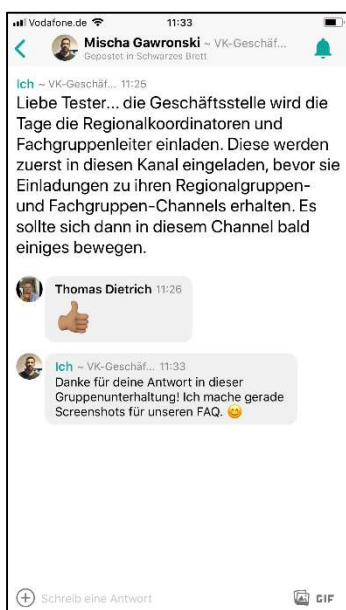 Vodafone.de 11:33
Mischa Gawronski ~ VK-Geschäf...
Gepostet in Schwarzes Brett
Ich ~ VK-Geschäf... 11:25
Liebe Tester... die Geschäftsstelle wird die
Tage die Regionalkoordinatoren und
Fachgruppenleiter einladen. Diese werden
zuerst in diesen Kanal eingeladen, bevor sie
Einladungen zu ihren Regionalgruppen-
und Fachgruppen-Channels erhalten. Es
sollte sich dann in diesem Channel bald
einiges bewegen.
Thomas Dietrich 11:26
👍🏽
Ich ~ VK-Geschäf... 11:33
Danke für deine Antwort in dieser
Gruppenunterhaltung! Ich mache gerade
Screenshots für unseren FAQ. 😊
Schreib eine Antwort GIF